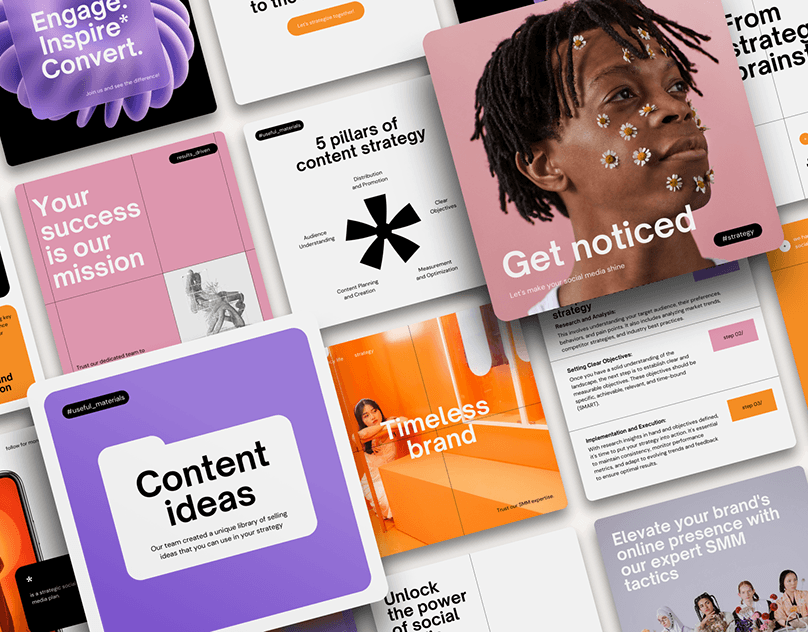 Engage.
Inspire*
Convert.
Join us and see the difference!
to the
Let's strategize together!
From
strateg
brainst
#useful_materials
5 pillars of
content strategy
Distribution
and Promotion
Clear
Objectives
Audience
Understanding
Measurement
and Optimization
Content Planning
and Creation
results_driven
Your
success
is our
mission
Trust our dedicated team to
Get noticed
Let's make your social media shine
#strategy
strategy
Research and Analysis:
This involves understanding your target audience, their preferences,
behaviors, and pain points. It also includes analyzing market trends,
competitor strategies, and industry best practices.
step 02/
Setting Clear Objectives:
Once you have a solid understanding of the
landscape, the next step is to establish clear and
measurable objectives. These objectives should be
specific, achievable, relevant, and time-bound
(SMART).
step 03/
Implementation and Execution:
With research insights in hand and objectives defined,
it's time to put your strategy into action. It's essential
to maintain consistency, monitor performance
metrics, and adapt to evolving trends and feedback
to ensure optimal results.
strategy
Timeless
brand
Trust our SMM expertise.
#useful_materials
Content
ideas
Our team created a unique library of selling
ideas that you can use in your strategy
follow for mor
*
is a strategic social
media plan.
Unlock
the power
of social
Elevate your brand's
online presence with
our expert SMM
tactics